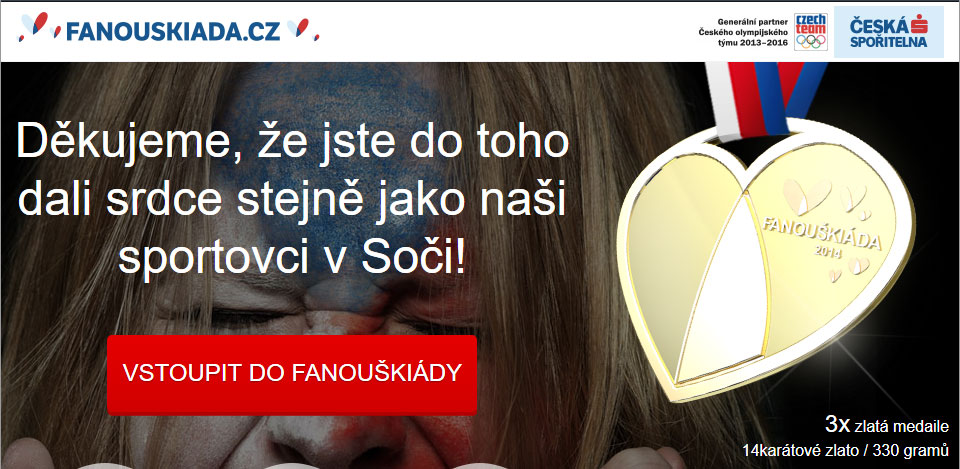 FANOUSKIADA.CZ
Generální partner
Českého olympijského
týmu 2013–2016
czech
team
ČESKÁ
SPOŘITELNA
Děkujeme, že jste do toho
dali srdce stejně jako naši
sportovci v Soči!
VSTOUPIT DO FANOUŠKIÁDY
FANOUŠKIÁDA
2014
3x zlatá medaile
14karátové zlato / 330 gramů